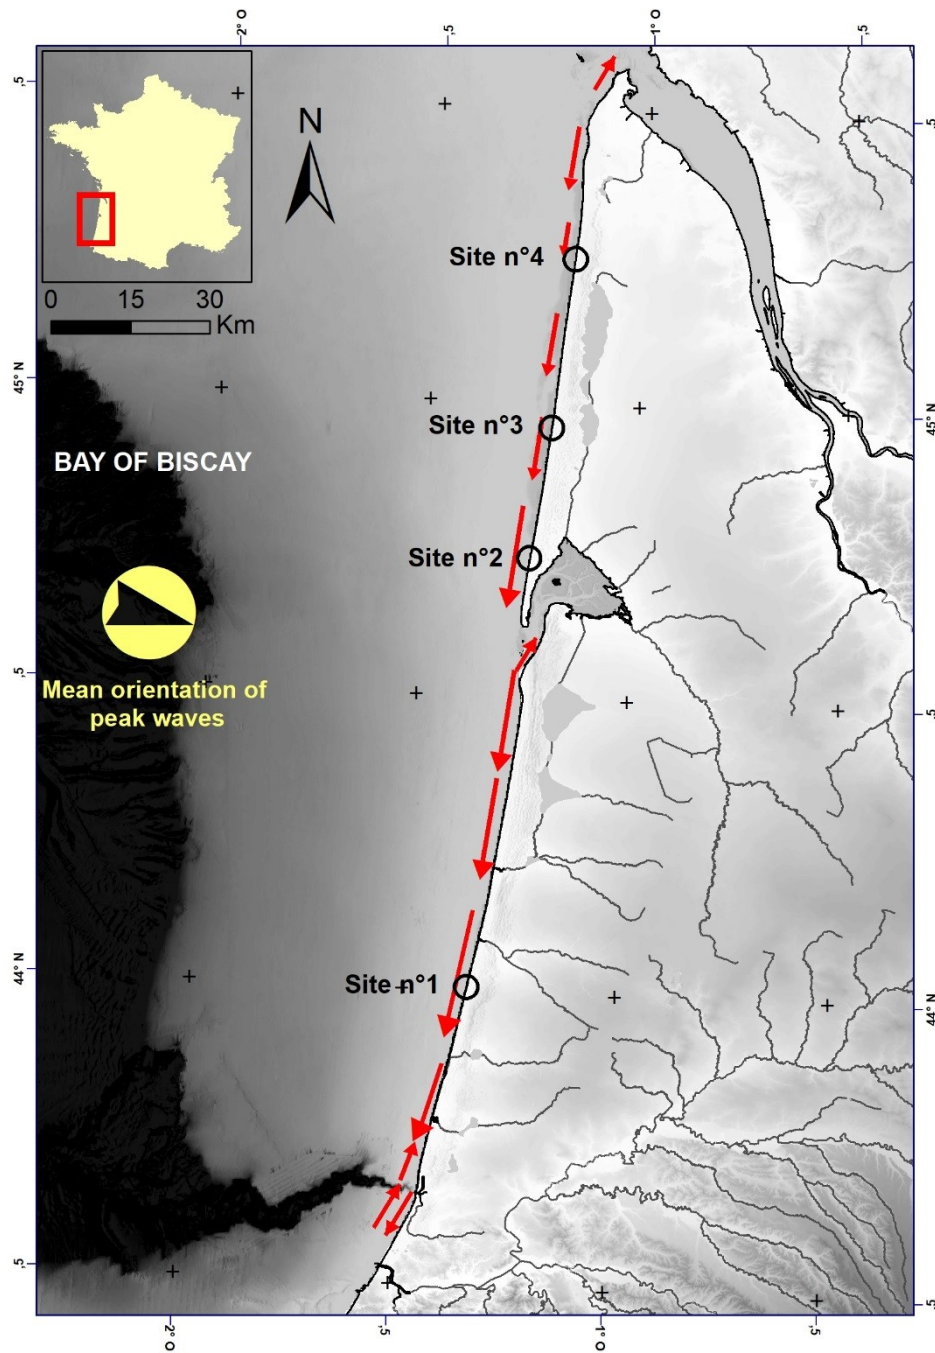 2° O
,5
1° O
,5
,5
,5
N
0 15 30
Km
Site n°4
45° N
45° N
Site n°3
BAY OF BISCAY
Site n°2
,5
,5
Mean orientation of
peak waves
44° N
44° N
Site n°1
,5
,5
2° O
,5
1° O
,5